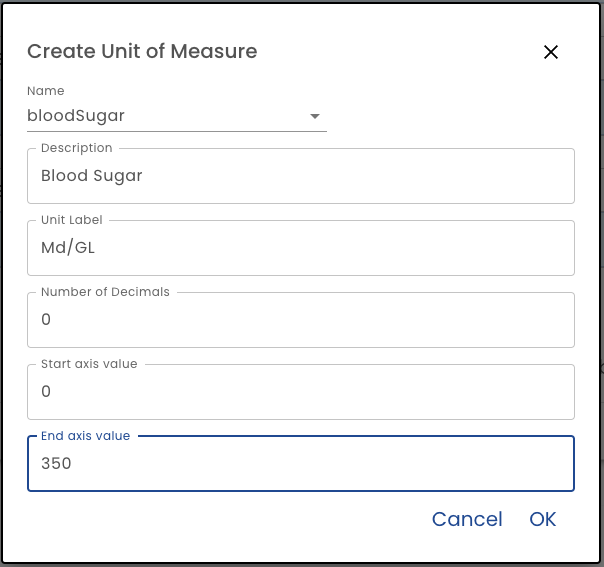 Create Unit of Measure
Name
bloodSugar
Description
Blood Sugar
Unit Label
Md/GL
Number of Decimals
0
Start axis value
0
End axis value
350
Cancel OK